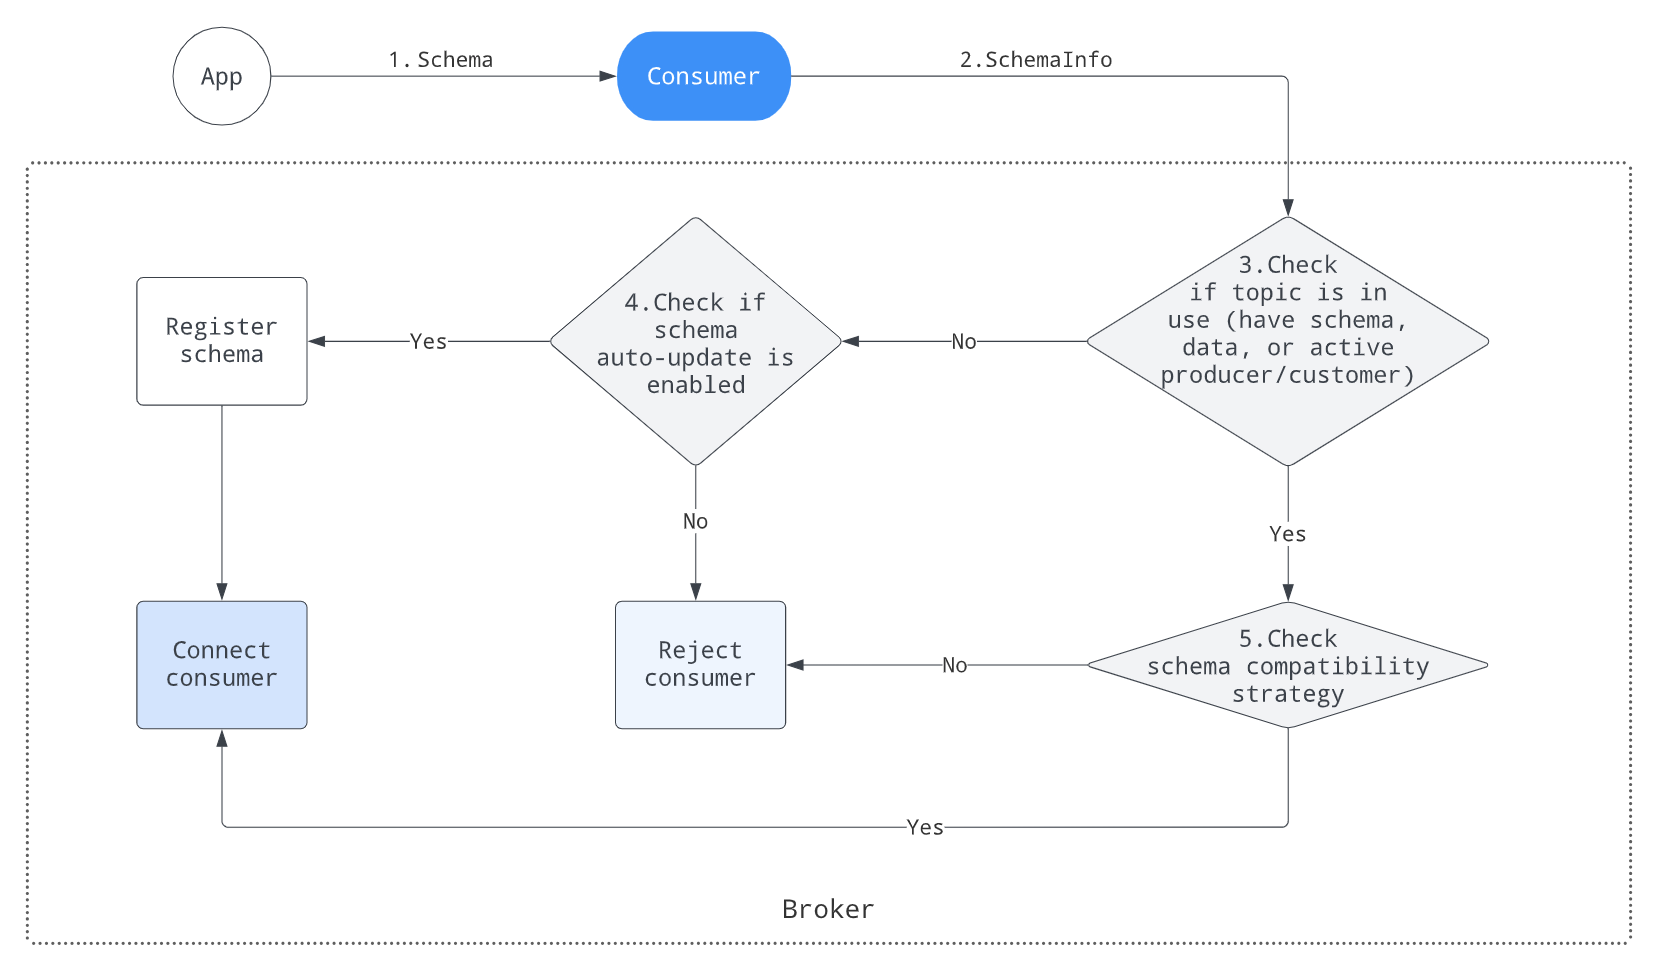 App
1. Schema
Consumer
2.SchemaInfo
3.Check
if topic is in
use (have schema,
data, or active
producer/customer)
No
4.Check if
schema
auto-update is
enabled
Yes
Register
schema
No
Yes
Connect
consumer
Reject
consumer
No
5.Check
schema compatibility
strategy
Yes
Broker